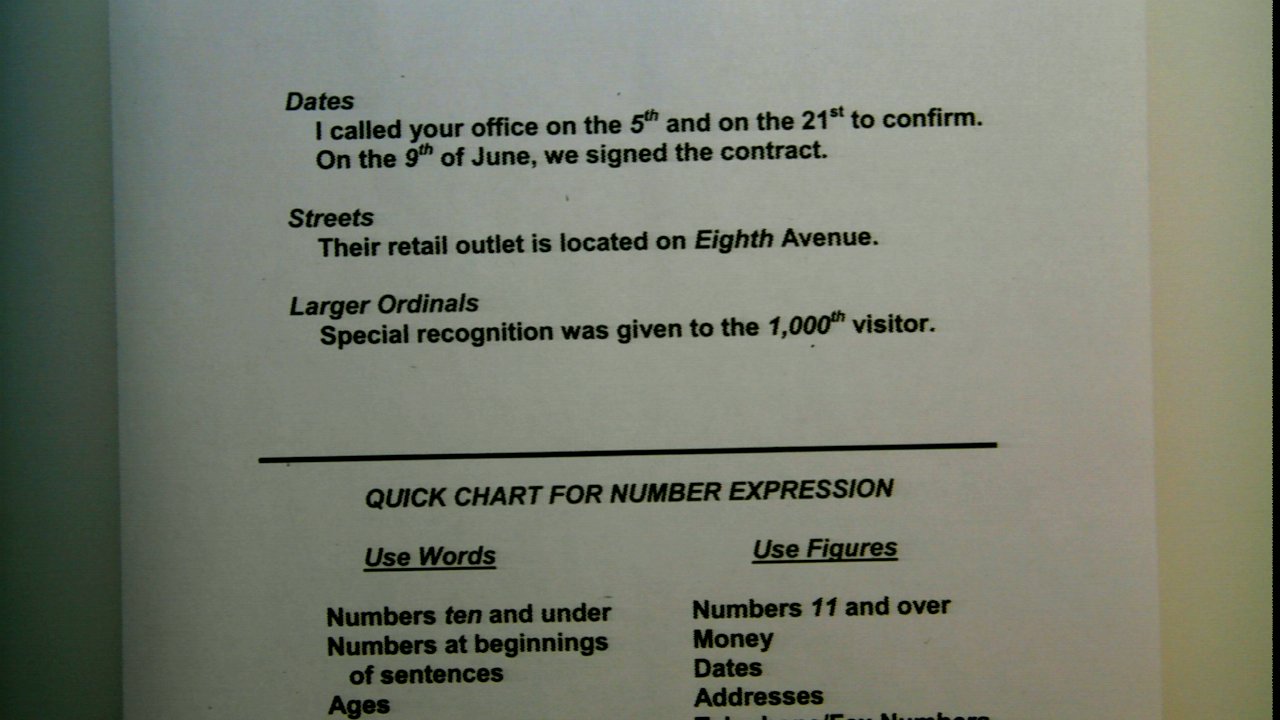 Dates
I called your office on the 5th and on the 21st to confirm.
On the 9th of June, we signed the contract.
Streets
Their retail outlet is located on Eighth Avenue.
Larger Ordinals
Special recognition was given to the 1,000th visitor.
QUICK CHART FOR NUMBER EXPRESSION
Use Words
Use Figures
Numbers ten and under
Numbers at beginnings
of sentences
Ages
Numbers 11 and over
Money
Dates
Addresses
Telephone/Fax Numbers